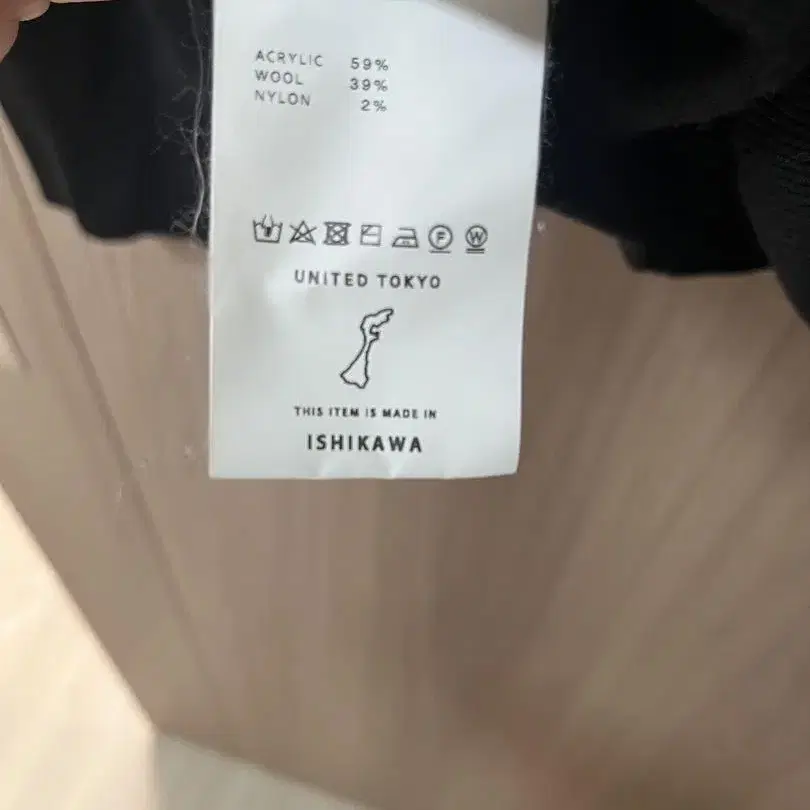 ACRYLIC 59%
WOOL 39%
NYLON 2%
F W
UNITED TOKYO
THIS ITEM IS MADE IN
ISHIKAWA